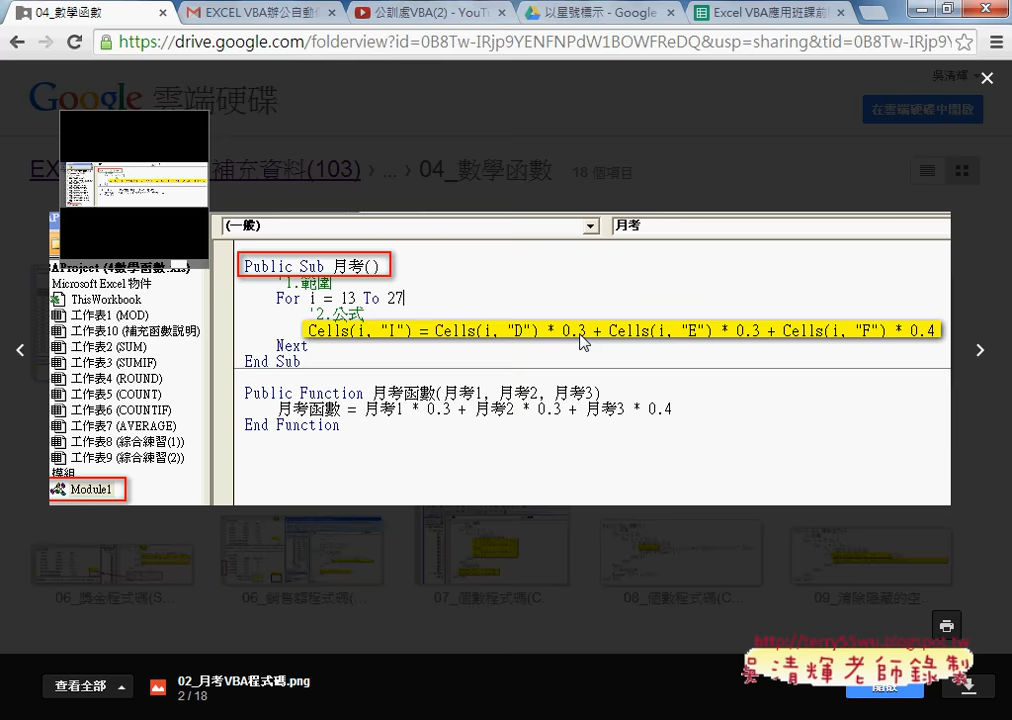 04_數學函數
EXCEL VBA辦公自動化
公訓處VBA(2) - YouT
以星號標示 - Google
Excel VBA應用班課前
https://drive.google.com/folderview?id=0B8Tw-IRjp9YENFNPdW1BOWFReDQ&usp=sharing&tid=0B8Tw-IRjp9Y
吳清輝
Google 雲端硬碟
在雲端硬碟中開啟
EX
補充資料(103) › ... › 04_數學函數 18 個項目
(一般)
月考
AProject (4數學函數.xls)
Microsoft Excel 物件
ThisWorkbook
工作表1 (MOD)
工作表10 (補充函數說明)
工作表2 (SUM)
工作表3 (SUMIF)
工作表4 (ROUND)
工作表5 (COUNT)
工作表6 (COUNTIF)
工作表7 (AVERAGE)
工作表8 (綜合練習(1))
工作表9 (綜合練習(2))
模組
Module1
Public Sub 月考()
'1.範圍
For i = 13 To 27
'2.公式
Cells(i, "I") = Cells(i, "D") * 0.3 + Cells(i, "E") * 0.3 + Cells(i, "F") * 0.4
Next
End Sub
Public Function 月考函數(月考1, 月考2, 月考3)
月考函數 = 月考1 * 0.3 + 月考2 * 0.3 + 月考3 * 0.4
End Function
06_獎金程式碼(S...
06_銷售額程式碼(...
07_個數程式碼(C...
08_個數程式碼(C...
09_清除隱藏的空...
http://terry55wu.blogspot.tw
吳清輝老師錄製
查看全部
02_月考VBA程式碼.png
2 / 18
開啟